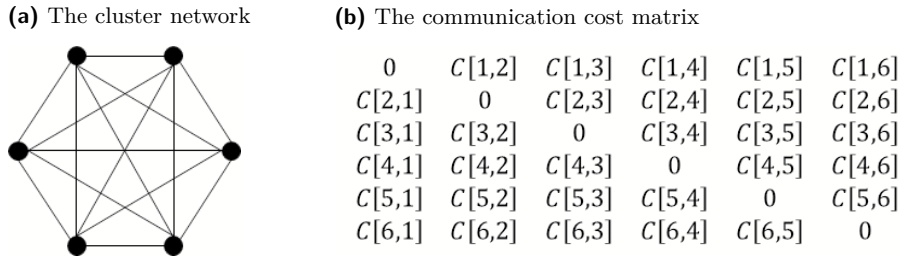 (a) The cluster network
(b) The communication cost matrix
0 C[1,2] C[1,3] C[1,4] C[1,5] C[1,6]
C[2,1] 0 C[2,3] C[2,4] C[2,5] C[2,6]
C[3,1] C[3,2] 0 C[3,4] C[3,5] C[3,6]
C[4,1] C[4,2] C[4,3] 0 C[4,5] C[4,6]
C[5,1] C[5,2] C[5,3] C[5,4] 0 C[5,6]
C[6,1] C[6,2] C[6,3] C[6,4] C[6,5] 0